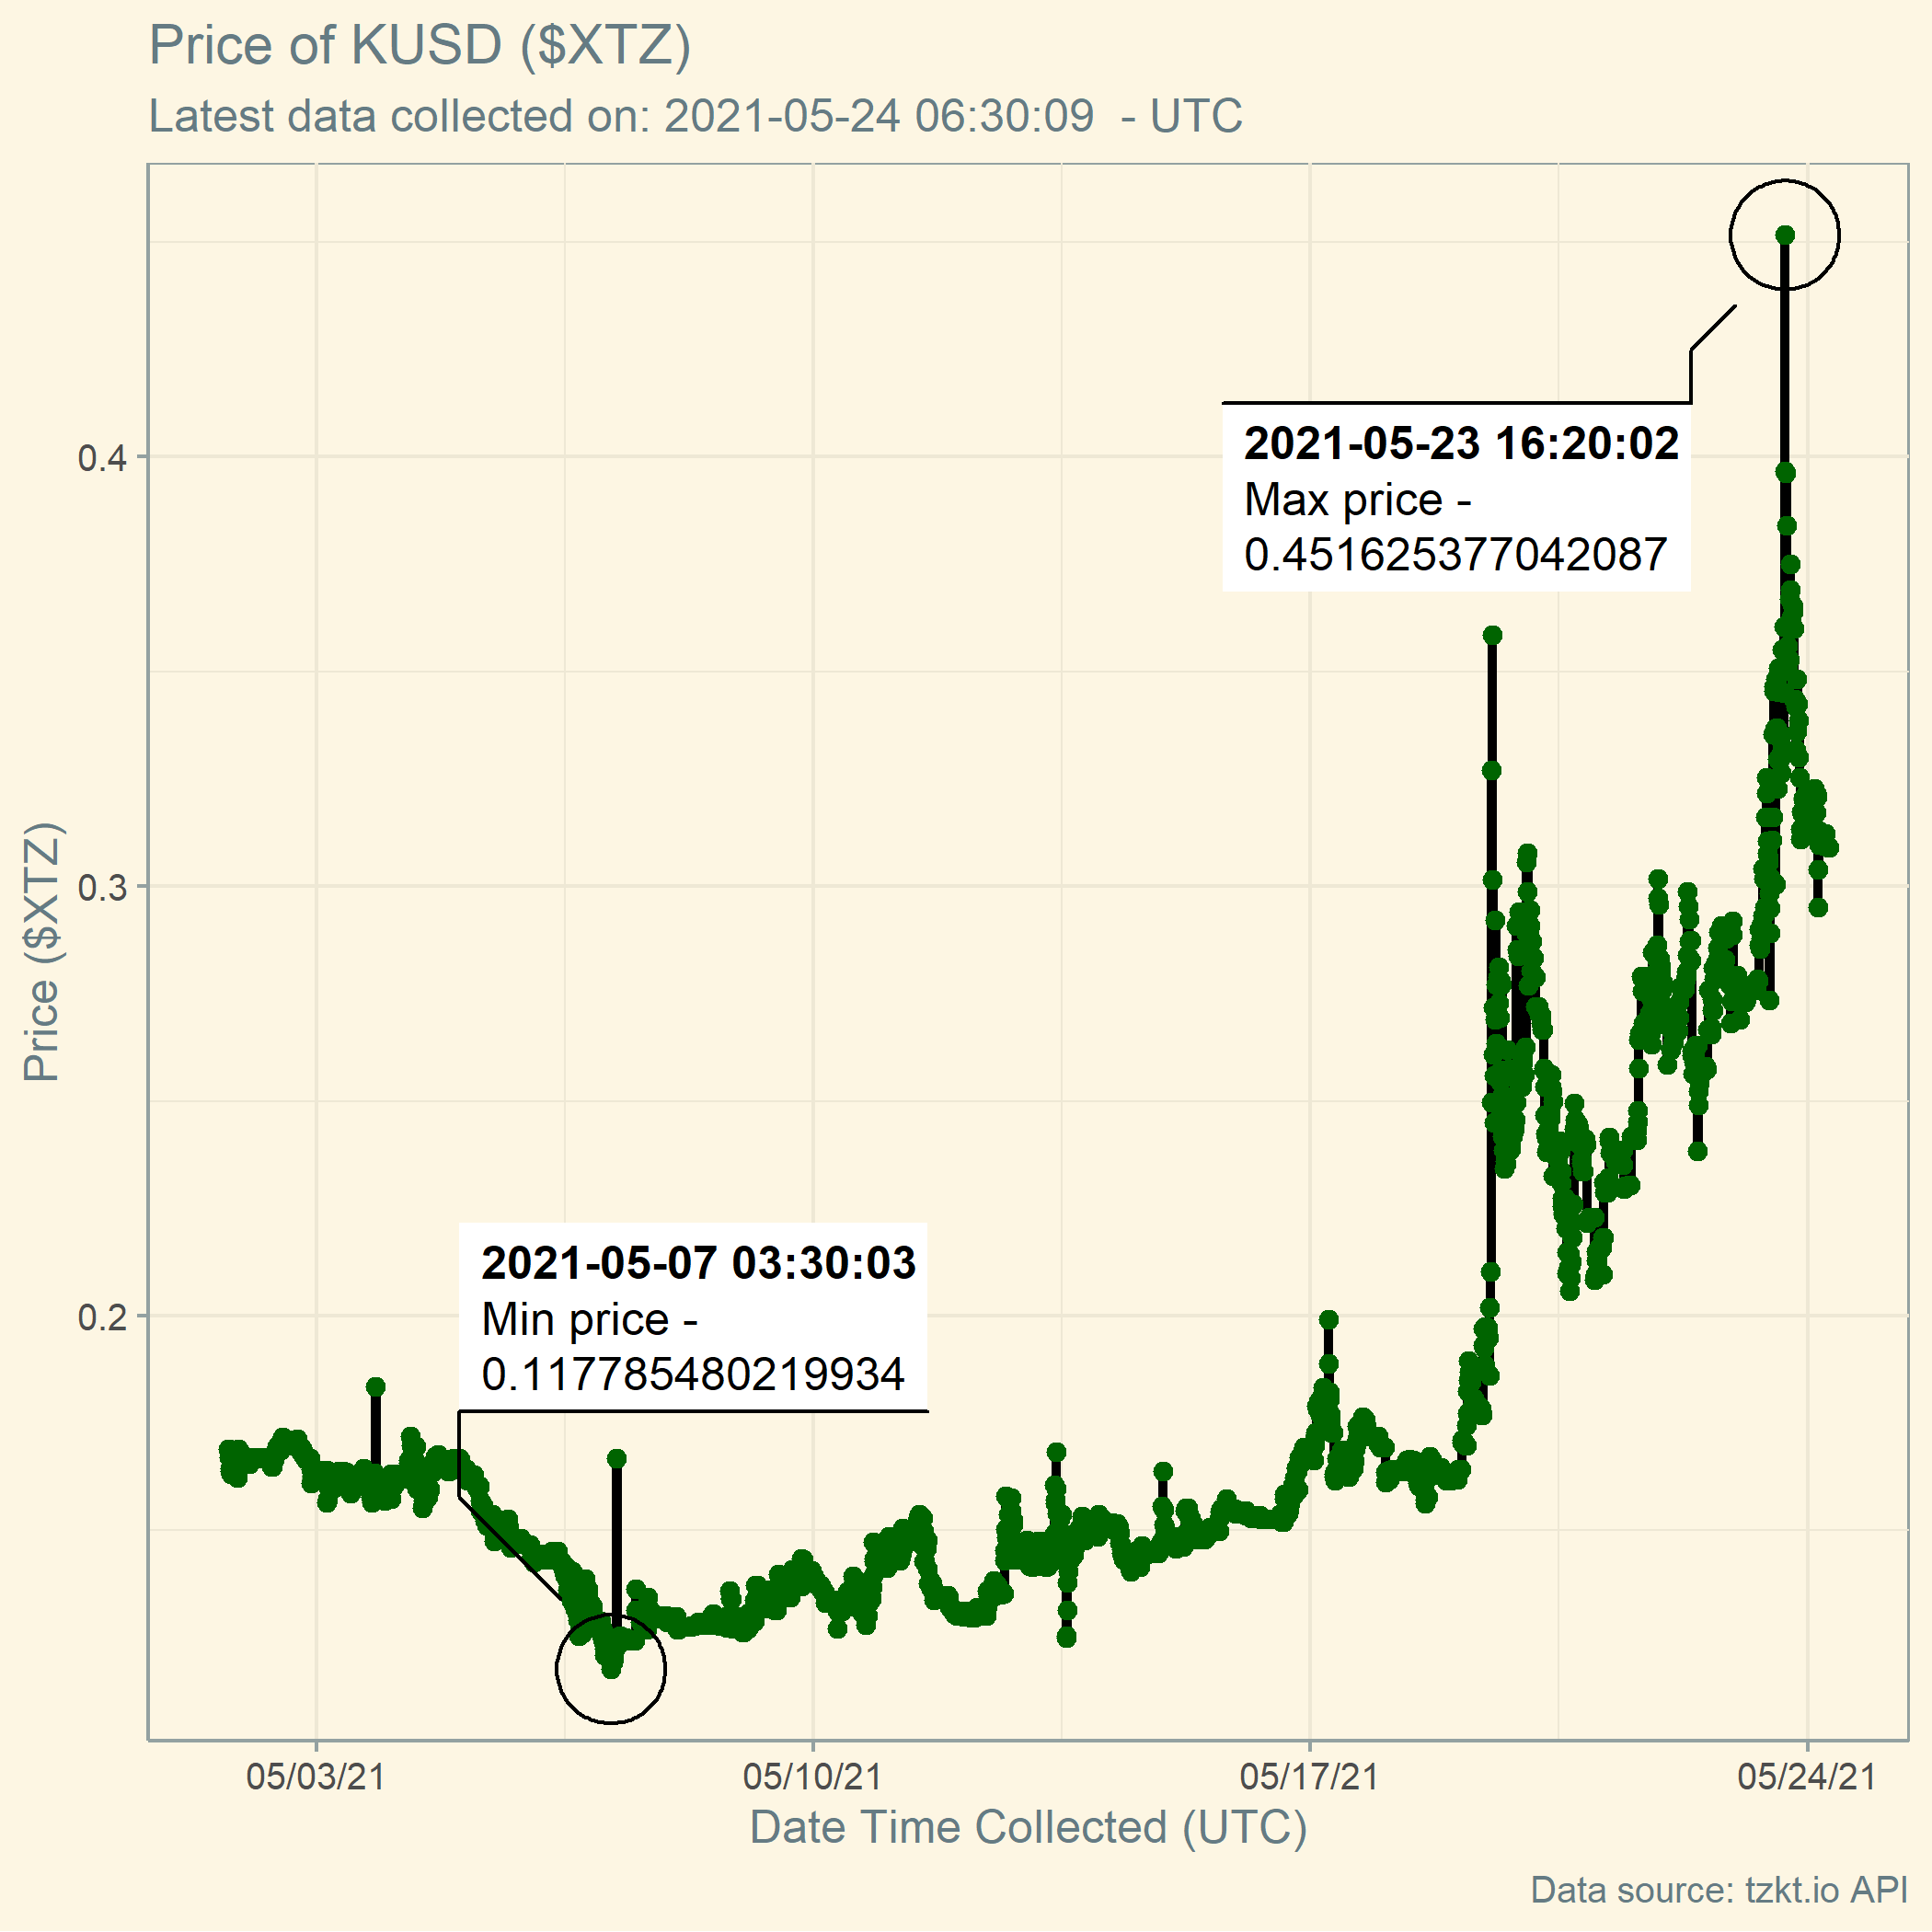 Price of KUSD ($XTZ)
Latest data collected on: 2021-05-24 06:30:09  - UTC
2021-05-23 16:20:02
Max price -
0.451625377042087
2021-05-07 03:30:03
Min price -
0.117785480219934
Price ($XTZ)
0.4
0.3
0.2
05/03/21
05/10/21
05/17/21
05/24/21
Date Time Collected (UTC)
Data source: tzkt.io API